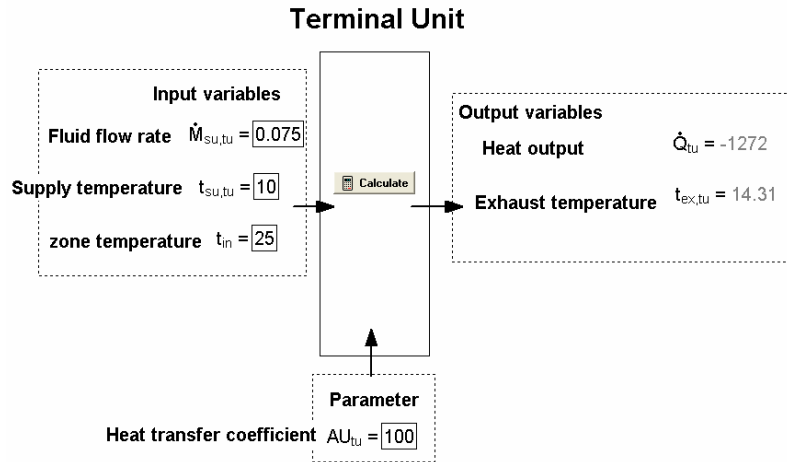 Terminal Unit
Input variables
Fluid flow rate Ṁsu,tu = 0.075
Supply temperature tsu,tu = 10
zone temperature tin = 25
Calculate
Output variables
Heat output Q̇tu = -1272
Exhaust temperature tex,tu = 14.31
Parameter
Heat transfer coefficient AUtu = 100